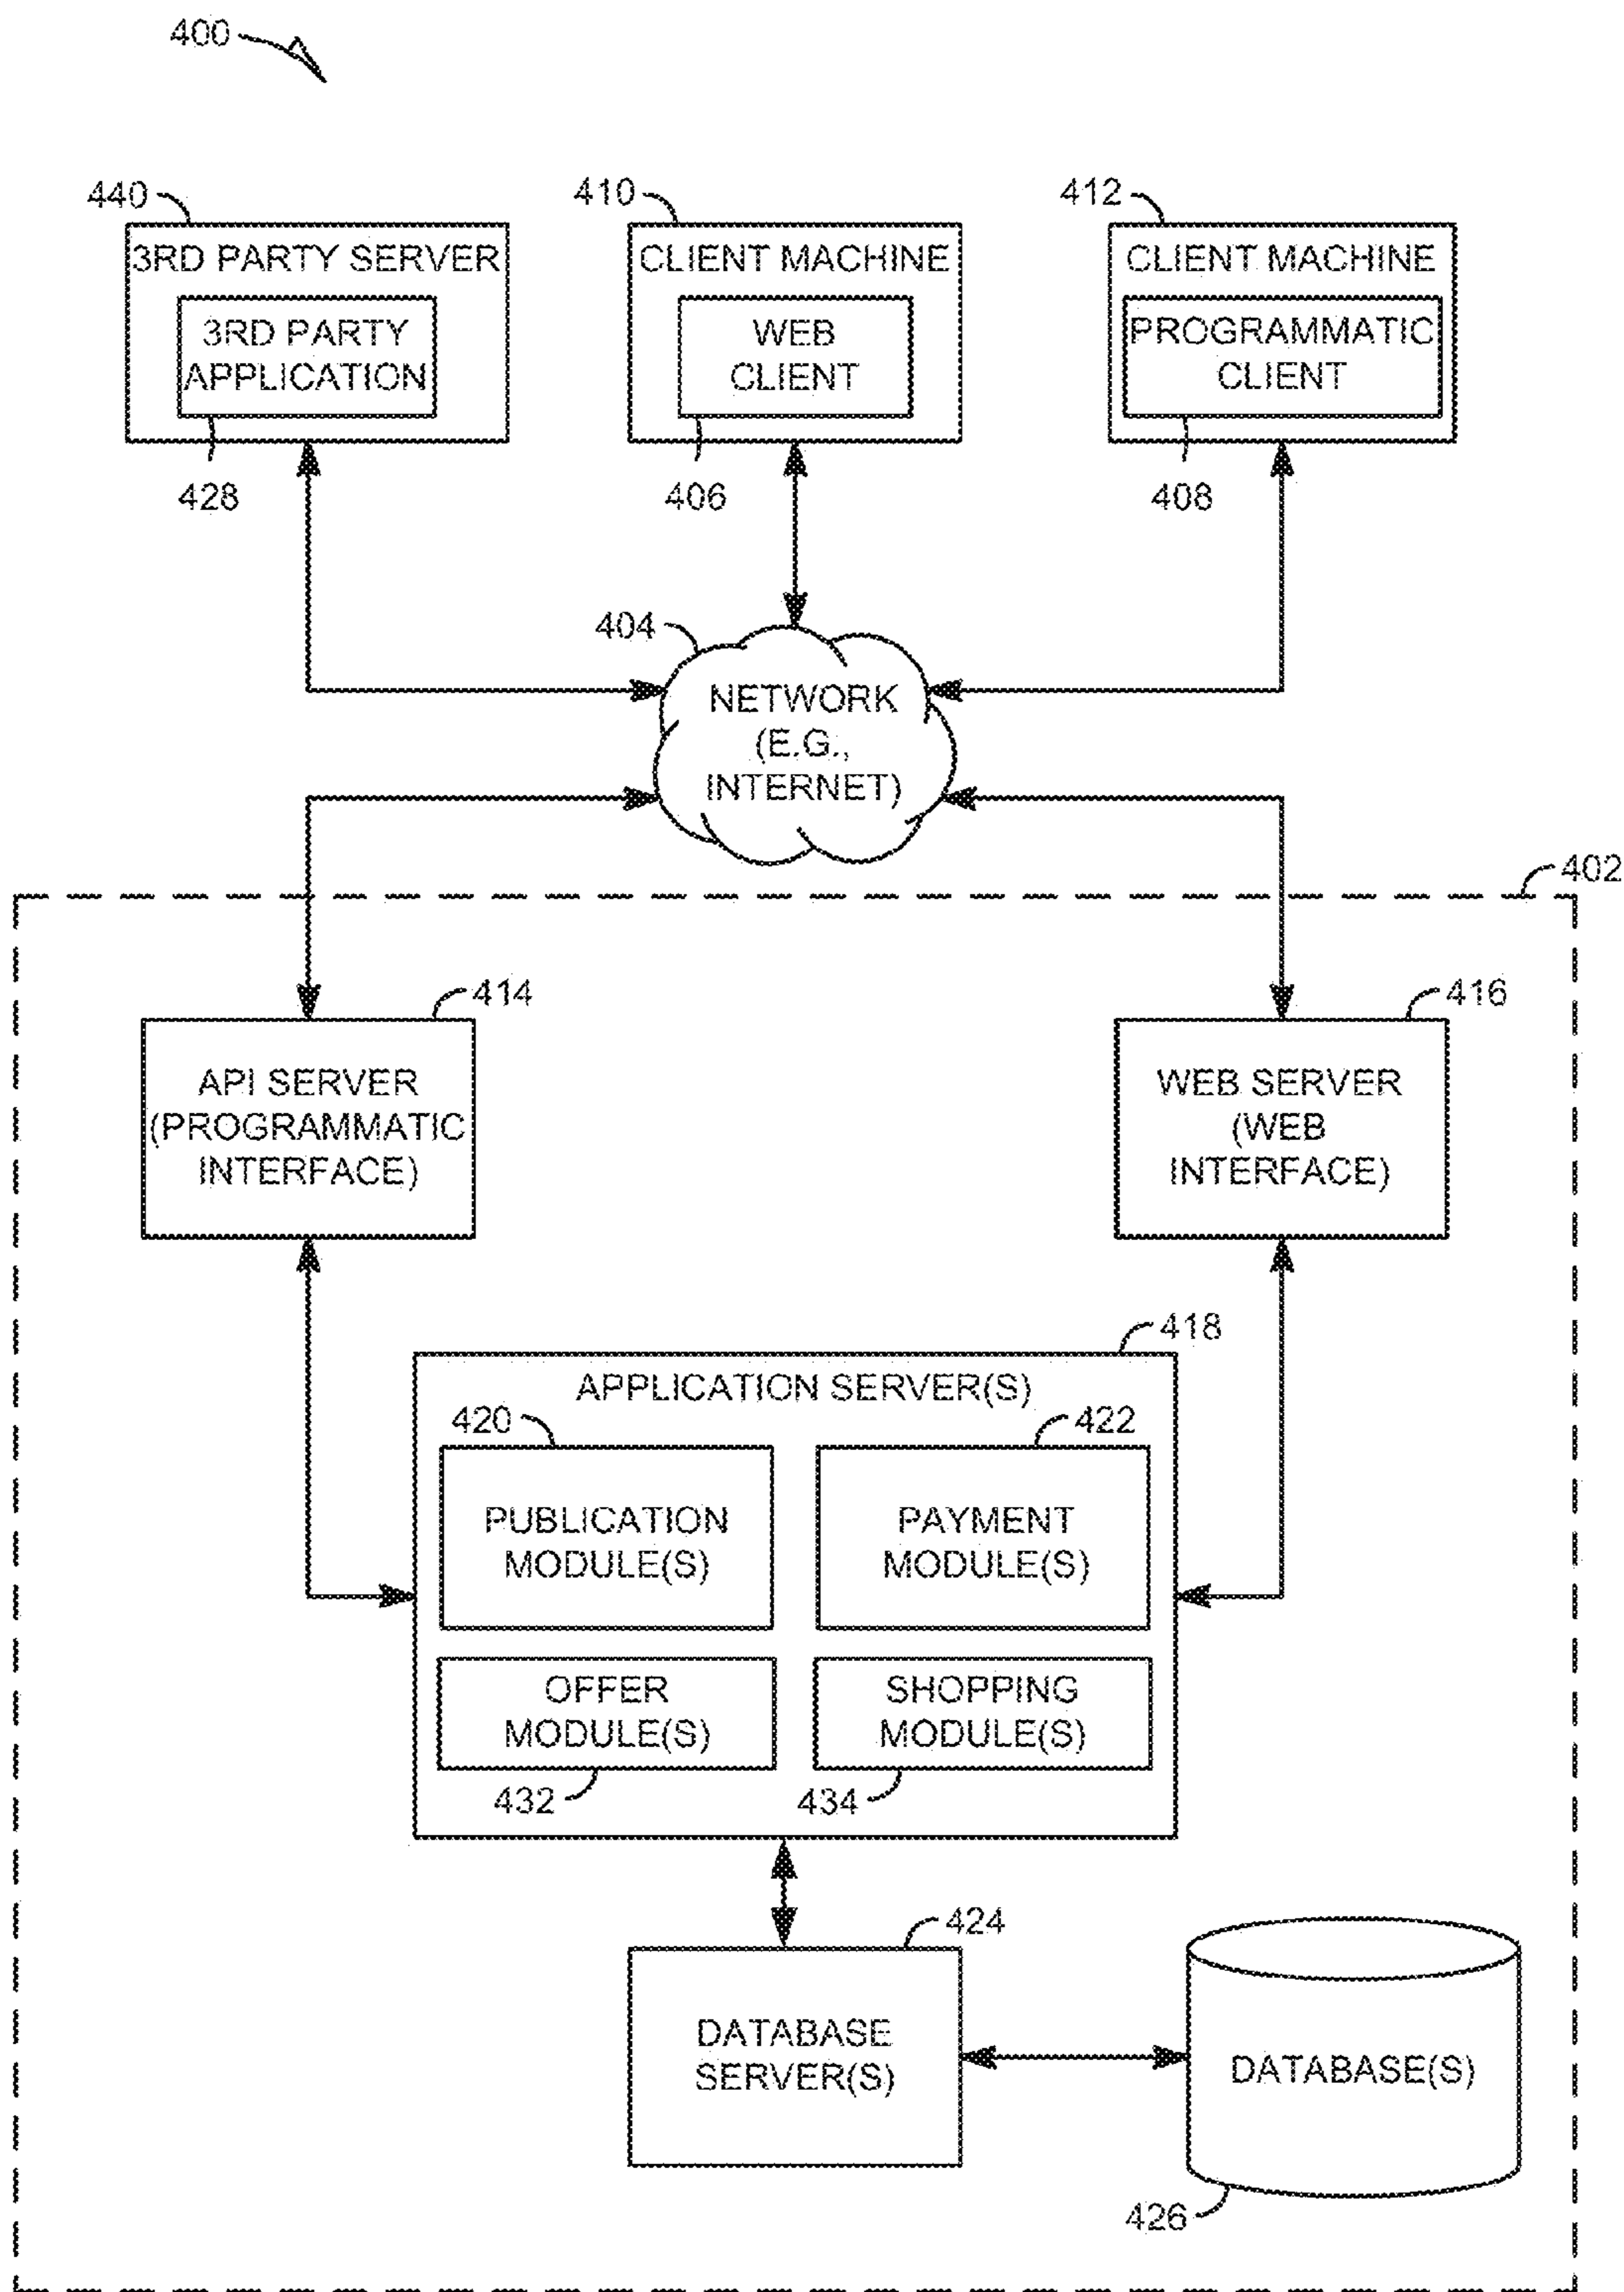 400
440
410
412
3RD PARTY SERVER
CLIENT MACHINE
CLIENT MACHINE
3RD PARTY
APPLICATION
WEB
CLIENT
PROGRAMMATIC
CLIENT
428
406
408
404
NETWORK
(E.G.,
INTERNET)
402
414
416
API SERVER
(PROGRAMMATIC
INTERFACE)
WEB SERVER
(WEB
INTERFACE)
418
APPLICATION SERVER(S)
420
422
PUBLICATION
MODULE(S)
PAYMENT
MODULE(S)
OFFER
MODULE(S)
SHOPPING
MODULE(S)
432
434
424
DATABASE
SERVER(S)
DATABASE(S)
426